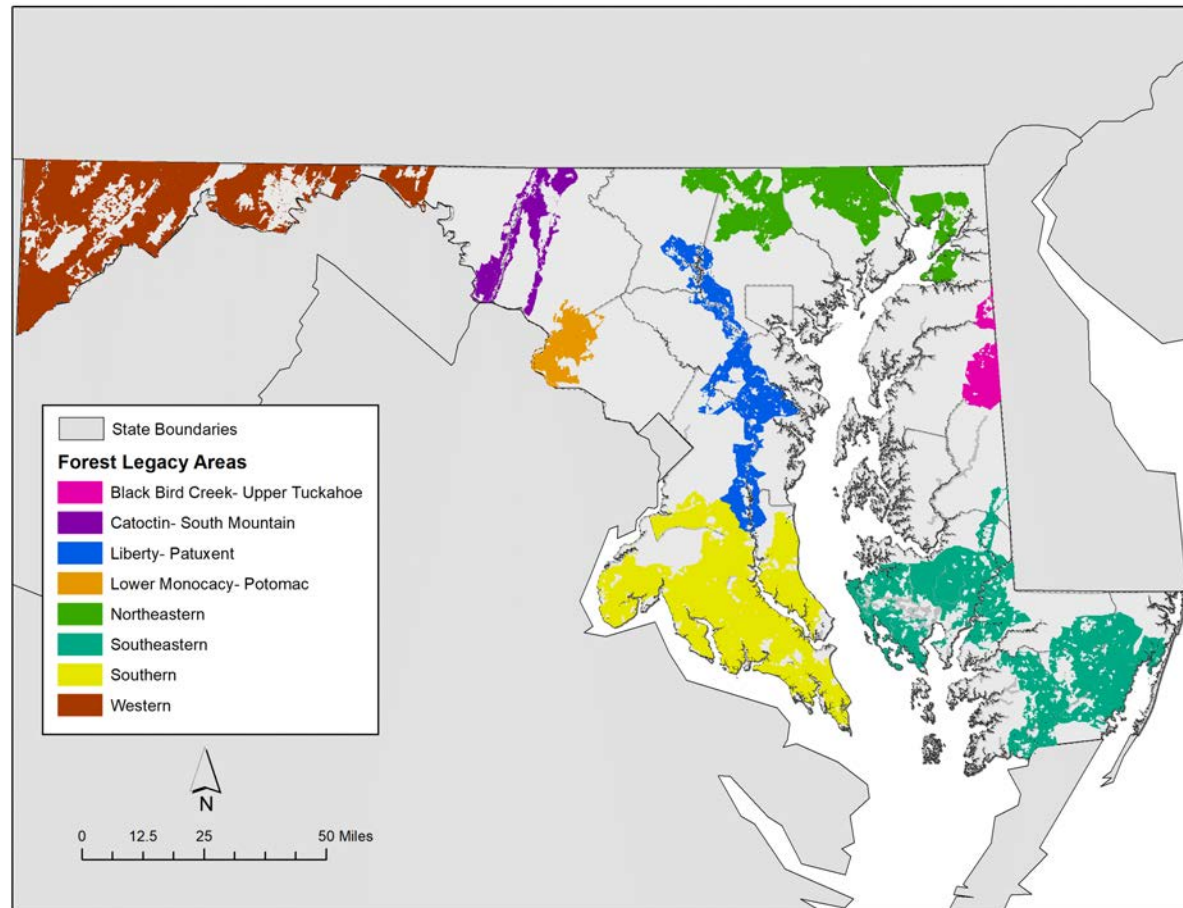 State Boundaries
Forest Legacy Areas
Black Bird Creek- Upper Tuckahoe
Catoctin- South Mountain
Liberty- Patuxent
Lower Monocacy- Potomac
Northeastern
Southeastern
Southern
Western
N
0 12.5 25 50 Miles